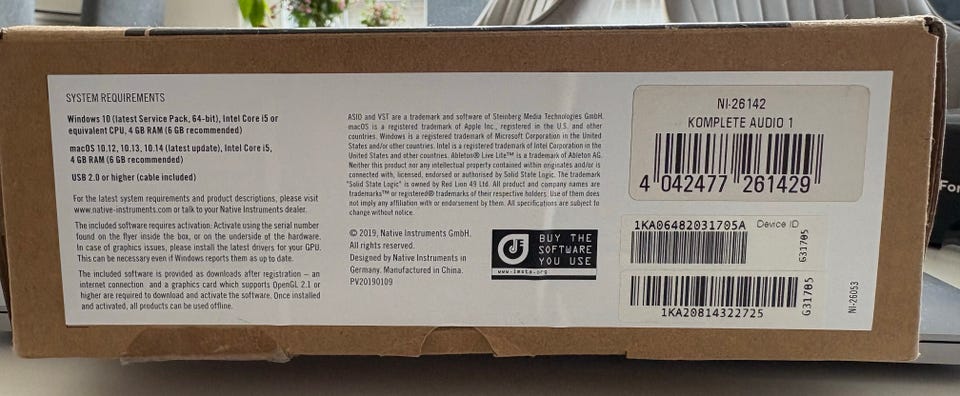 SYSTEM REQUIREMENTS
Windows 10 (latest Service Pack, 64-bit), Intel Core i5 or
equivalent CPU, 4 GB RAM (6 GB recommended)
macOS 10.12, 10.13, 10.14 (latest update), Intel Core i5,
4 GB RAM (6 GB recommended)
USB 2.0 or higher (cable included)
For the latest system requirements and product descriptions, please visit
www.native-instruments.com or talk to your Native Instruments dealer.
The included software requires activation: Activate using the serial number
found on the flyer inside the box, or on the underside of the hardware.
In case of graphics issues, please install the latest drivers for your GPU.
This can be necessary even if Windows reports them as up to date.
The included software is provided as downloads after registration – an
internet connection and a graphics card which supports OpenGL 2.1 or
higher are required to download and activate the software. Once installed
and activated, all products can be used offline.
ASIO and VST are a trademark and software of Steinberg Media Technologies GmbH.
macOS is a registered trademark of Apple Inc., registered in the U.S. and other
countries. Windows is a registered trademark of Microsoft Corporation in the United
States and/or other countries. Intel is a registered trademark of Intel Corporation in the
United States and other countries. Ableton® Live Lite™ is a trademark of Ableton AG.
Neither this product nor any intellectual property contained within originates and/or is
connected with, licensed, endorsed or authorised by Solid State Logic. The trademark
"Solid State Logic" is owned by Red Lion 49 Ltd. All product and company names are
trademarks™ or registered® trademarks of their respective holders. Use of them does
not imply any affiliation with or endorsement by them. All specifications are subject to
change without notice.
© 2019, Native Instruments GmbH.
All rights reserved.
Designed by Native Instruments in
Germany. Manufactured in China.
PV20190109
BUY THE
SOFTWARE
YOU USE
www.imsta.org
NI-26142
KOMPLETE AUDIO 1
4 042477 261429
1KA06482031705A Device ID
G31705
1KA20814322725
G31705
NI-26053
For